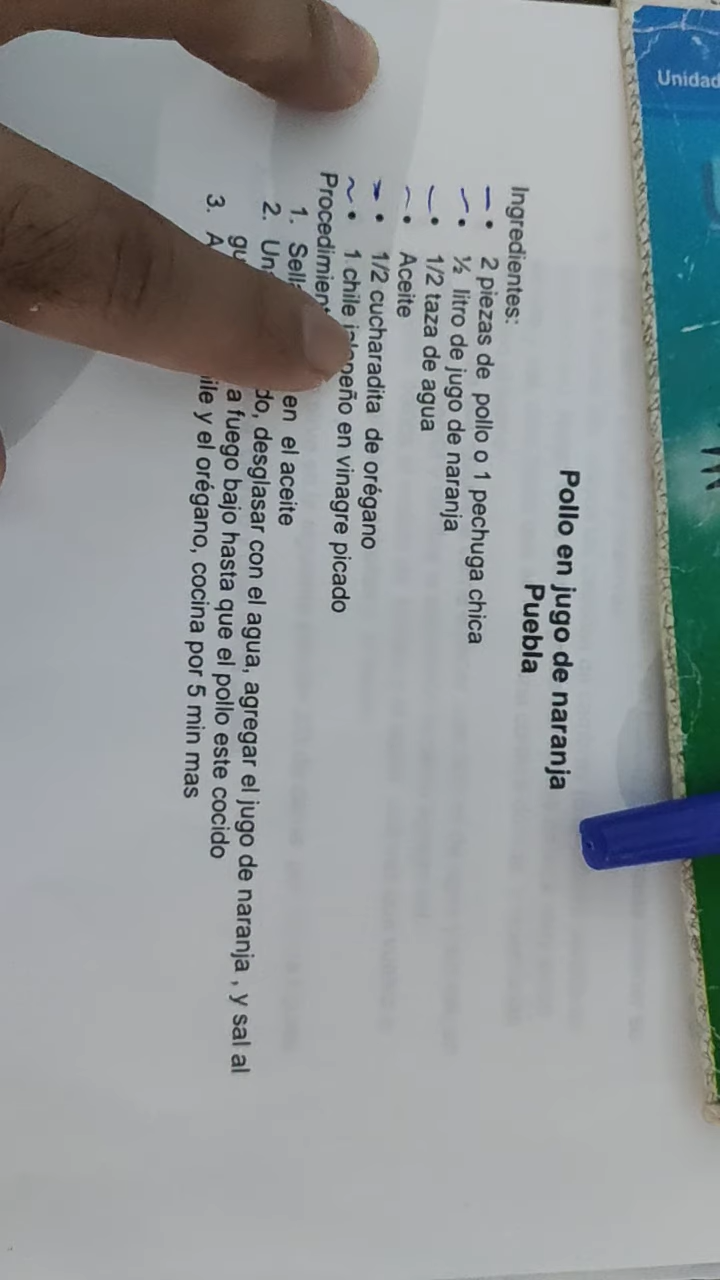 Unidad
Pollo en jugo de naranja
Puebla
Ingredientes:
• 2 piezas de pollo o 1 pechuga chica
• ½ litro de jugo de naranja
• 1/2 taza de agua
• Aceite
• 1/2 cucharadita de orégano
• 1 chile en vinagre picado
1. en el aceite
2. desglasar con el agua, agregar el jugo de naranja , y sal al
a fuego bajo hasta que el pollo este cocido
3. y el orégano, cocina por 5 min mas